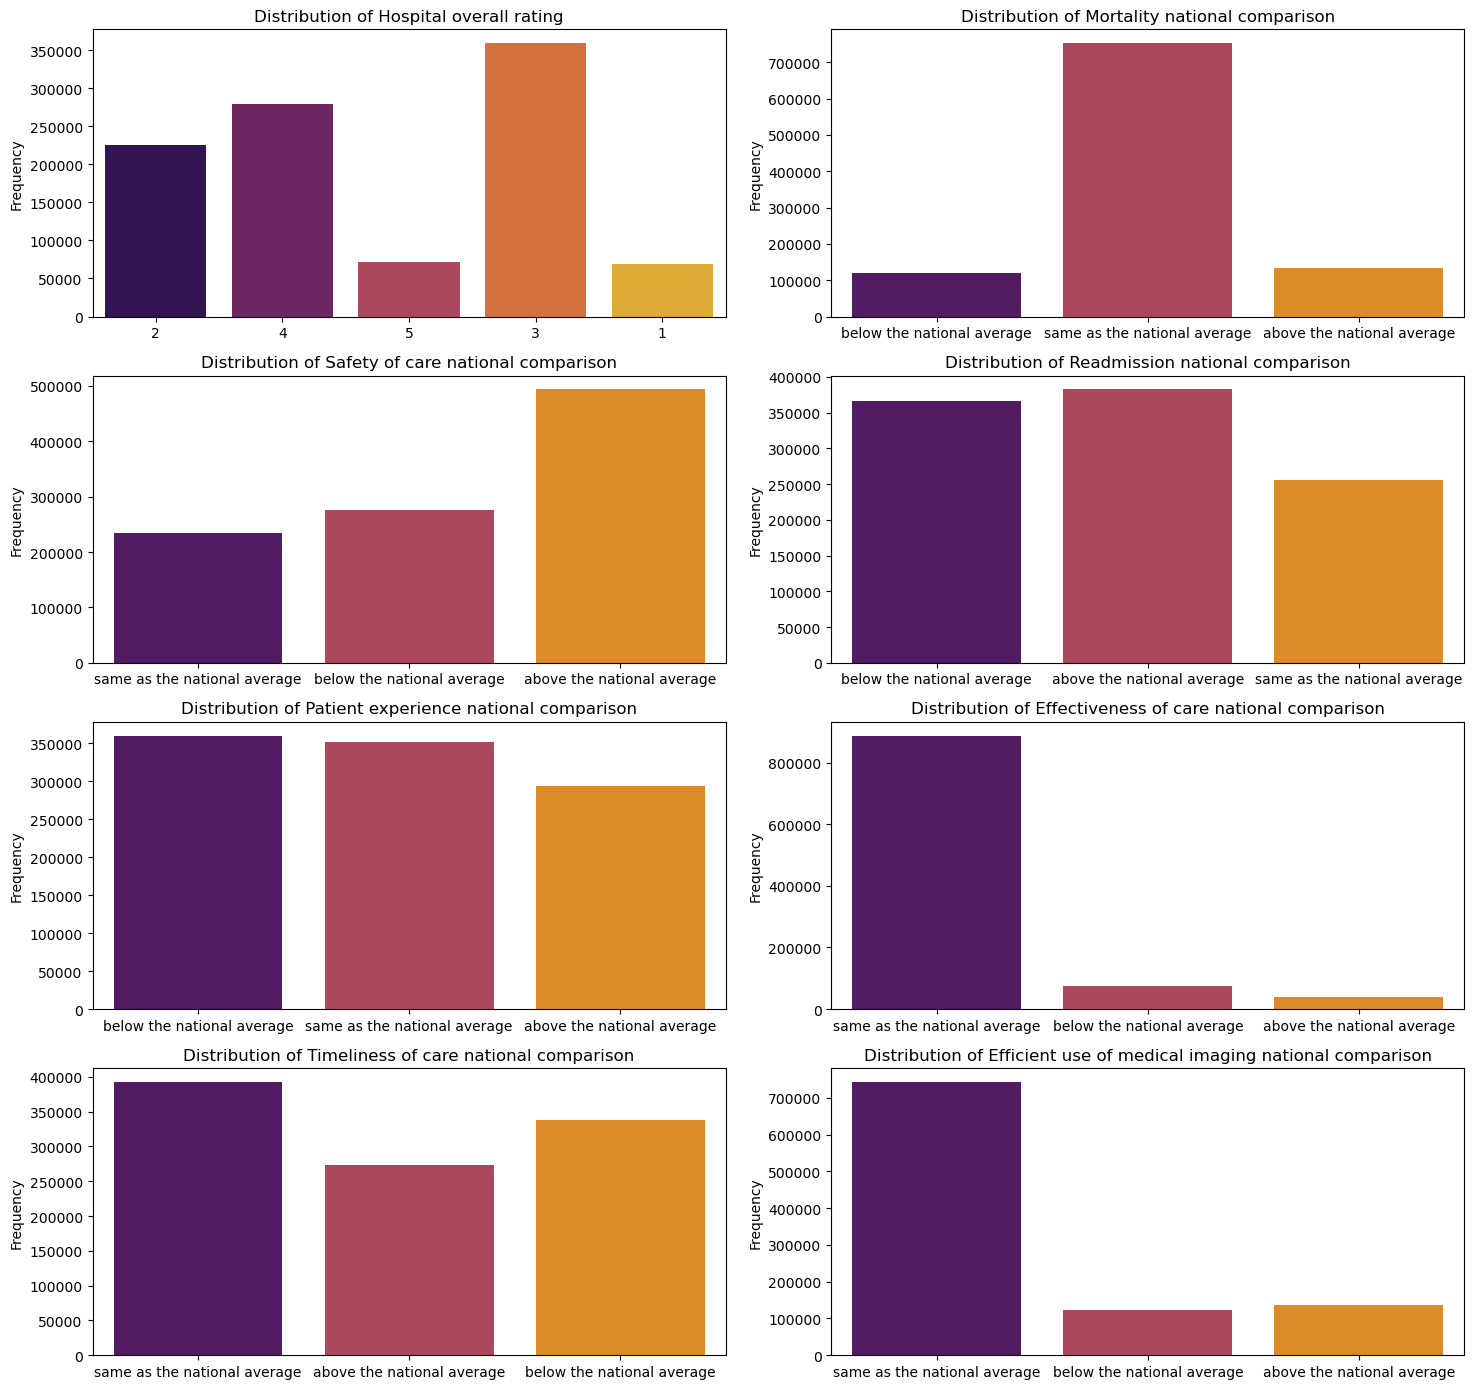 Distribution of Hospital overall rating
Frequency
350000
300000
250000
200000
150000
100000
50000
0
2 4 5 3 1
Distribution of Mortality national comparison
Frequency
700000
600000
500000
400000
300000
200000
100000
0
below the national average same as the national average above the national average
Distribution of Safety of care national comparison
Frequency
500000
400000
300000
200000
100000
0
same as the national average below the national average above the national average
Distribution of Readmission national comparison
Frequency
400000
350000
300000
250000
200000
150000
100000
50000
0
below the national average above the national average same as the national average
Distribution of Patient experience national comparison
Frequency
350000
300000
250000
200000
150000
100000
50000
0
below the national average same as the national average above the national average
Distribution of Effectiveness of care national comparison
Frequency
800000
600000
400000
200000
0
same as the national average below the national average above the national average
Distribution of Timeliness of care national comparison
Frequency
400000
350000
300000
250000
200000
150000
100000
50000
0
same as the national average above the national average below the national average
Distribution of Efficient use of medical imaging national comparison
Frequency
700000
600000
500000
400000
300000
200000
100000
0
same as the national average below the national average above the national average